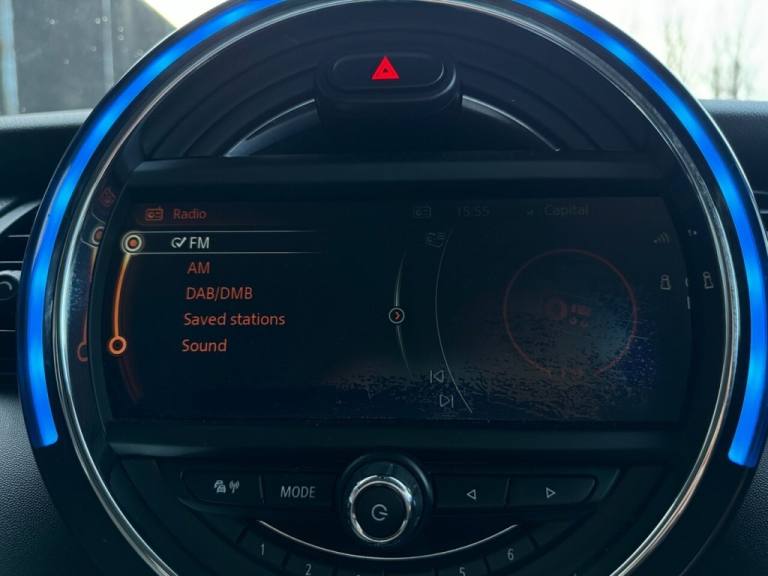 Radio
15:55 Capital
FM
AM
DAB/DMB
Saved stations
Sound
MODE
1
2
5
6